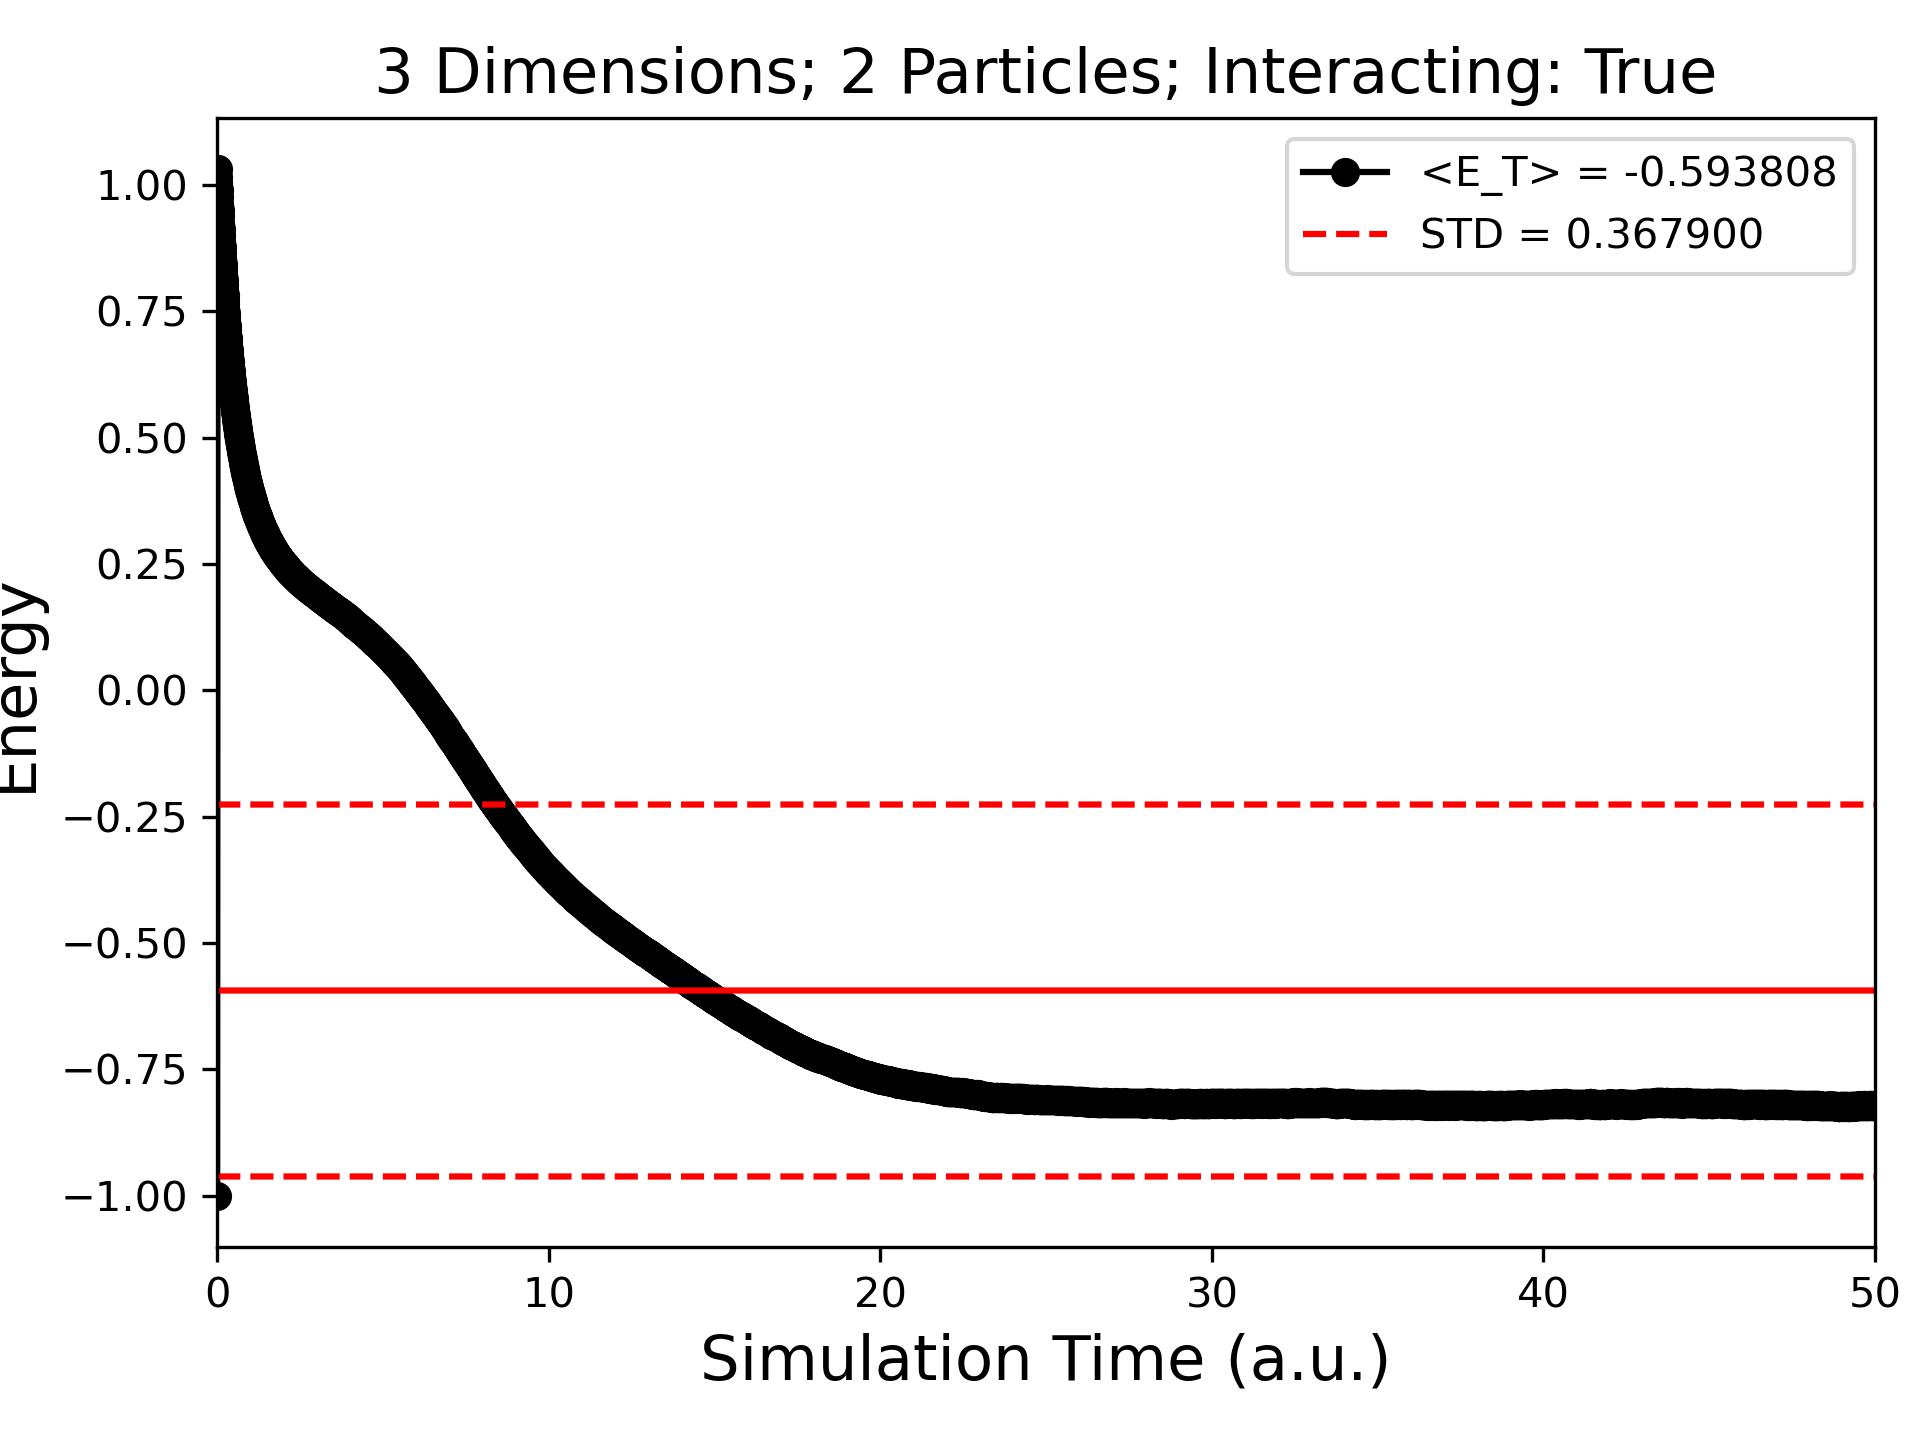 3 Dimensions; 2 Particles; Interacting: True
<E_T> = -0.593808
STD = 0.367900
1.00
0.75
0.50
0.25
0.00
−0.25
−0.50
−0.75
−1.00
Energy
0 10 20 30 40 50
Simulation Time (a.u.)